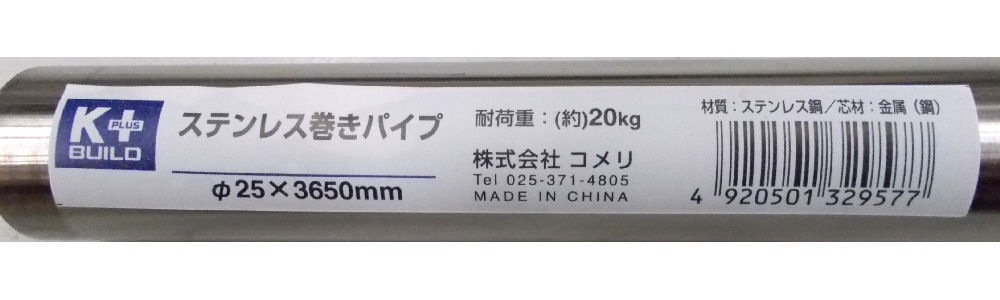 K+
PLUS
BUILD
ステンレス巻きパイプ
φ25×3650mm
耐荷重：(約)20kg
株式会社 コメリ
Tel 025-371-4805
MADE IN CHINA
材質：ステンレス鋼／芯材：金属（鋼）
4 920501 329577